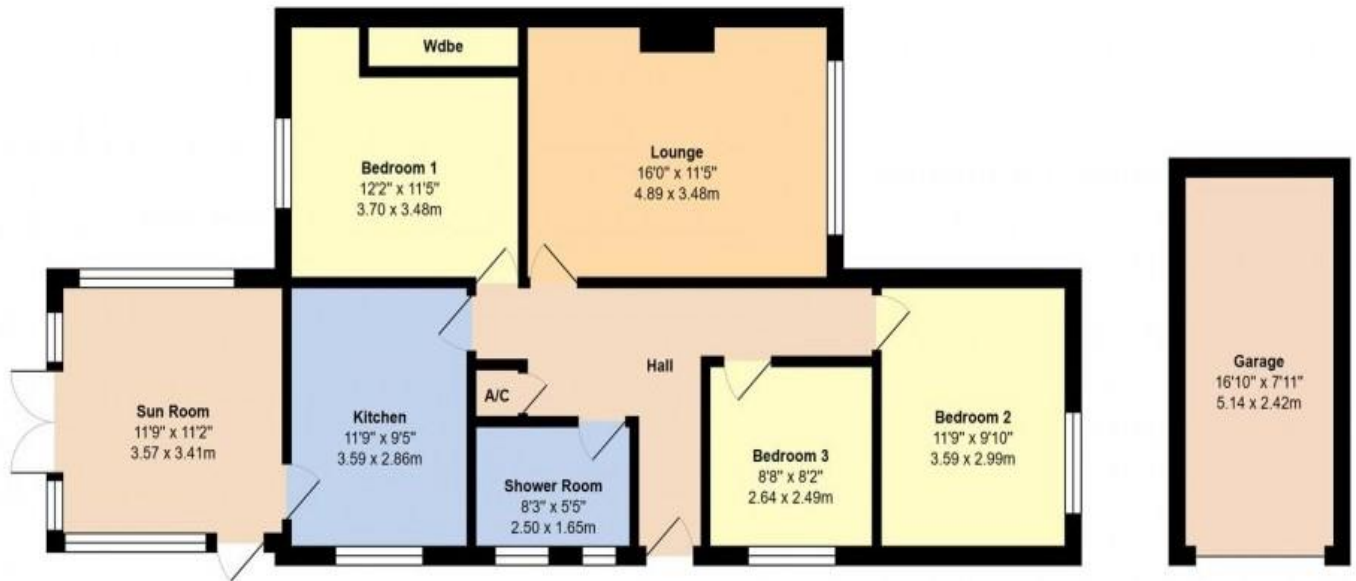 Wdbe
Bedroom 1
12'2" x 11'5"
3.70 x 3.48m
Lounge
16'0" x 11'5"
4.89 x 3.48m
Sun Room
11'9" x 11'2"
3.57 x 3.41m
Kitchen
11'9" x 9'5"
3.59 x 2.86m
A/C
Hall
Shower Room
8'3" x 5'5"
2.50 x 1.65m
Bedroom 3
8'8" x 8'2"
2.64 x 2.49m
Bedroom 2
11'9" x 9'10"
3.59 x 2.99m
Garage
16'10" x 7'11"
5.14 x 2.42m